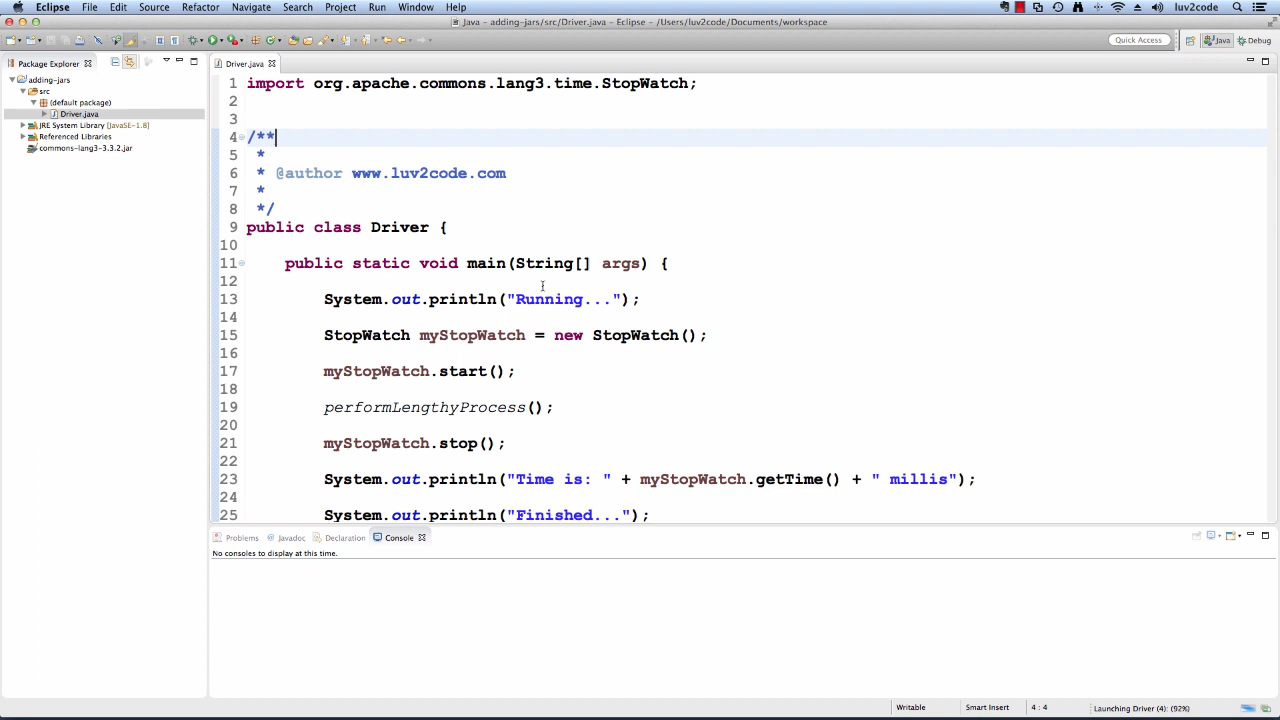 Eclipse File Edit Source Refactor Navigate Search Project Run Window Help luv2code
Java - adding-jars/src/Driver.java - Eclipse - /Users/luv2code/Documents/workspace
Quick Access Java Debug
Package Explorer
adding-jars
src
(default package)
Driver.java
JRE System Library [JavaSE-1.8]
Referenced Libraries
commons-lang3-3.3.2.jar
Driver.java
1 import org.apache.commons.lang3.time.StopWatch;
2
3
4 /**
5 *
6 * @author www.luv2code.com
7 *
8 */
9 public class Driver {
10
11 public static void main(String[] args) {
12
13 System.out.println("Running...");
14
15 StopWatch myStopWatch = new StopWatch();
16
17 myStopWatch.start();
18
19 performLengthyProcess();
20
21 myStopWatch.stop();
22
23 System.out.println("Time is: " + myStopWatch.getTime() + " millis");
24
25 System.out.println("Finished...");
Problems Javadoc Declaration Console
No consoles to display at this time.
Writable Smart Insert 4 : 4 Launching Driver (4): (92%)